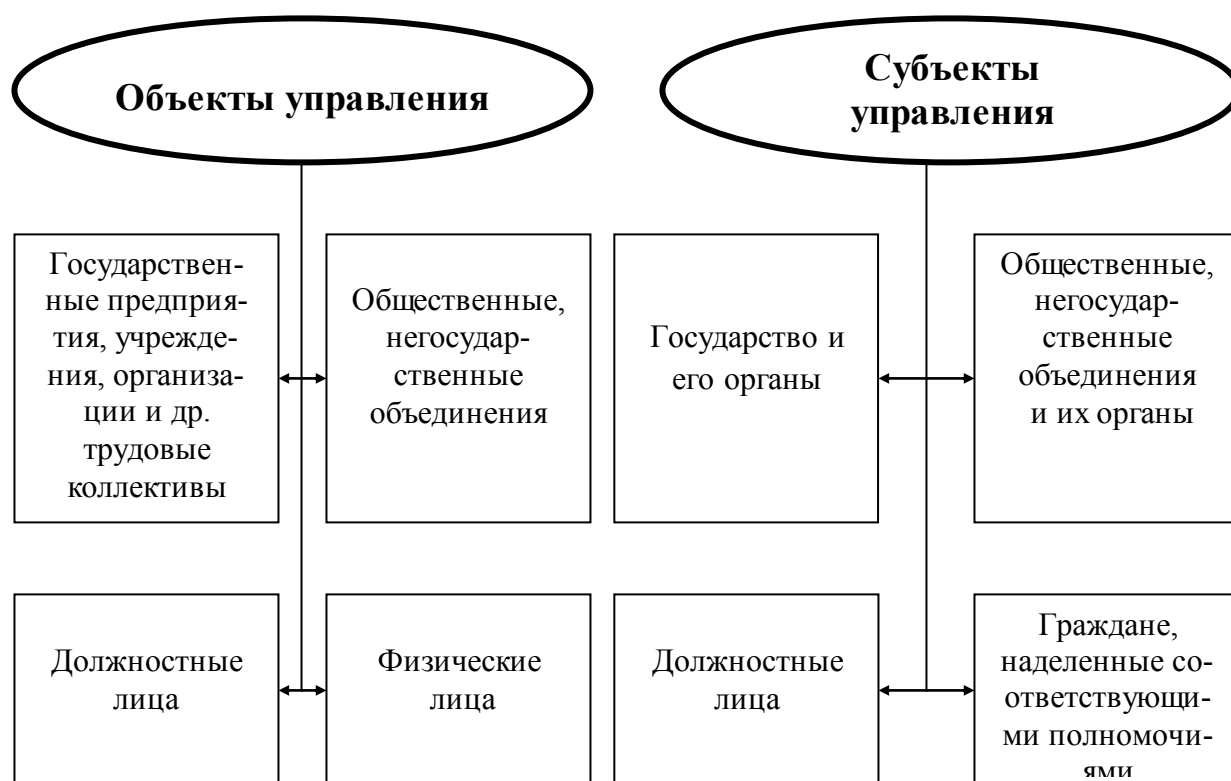 Объекты управления
Субъекты
управления
Государствен-
ные предприя-
тия, учрежде-
ния, организа-
ции и др.
трудовые
коллективы
Общественные,
негосудар-
ственные
объединения
Государство и
его органы
Общественные,
негосудар-
ственные
объединения
и их органы
Должностные
лица
Физические
лица
Должностные
лица
Граждане,
наделенные со-
ответствующи-
ми полномочи-
ями